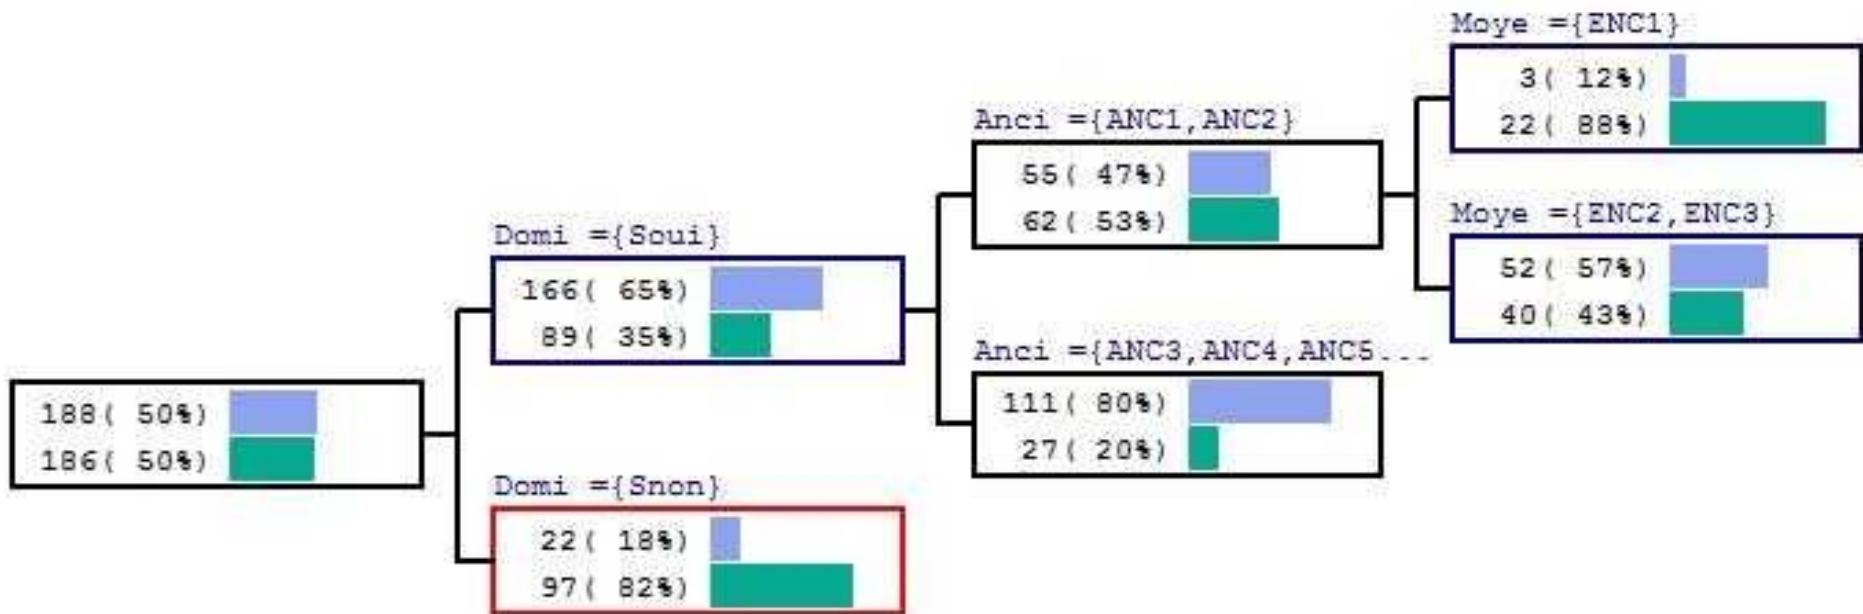 Moye ={ENC1}
3( 12%)
22( 88%)
Anci ={ANC1,ANC2}
55( 47%)
62( 53%)
Moye ={ENC2,ENC3}
52( 57%)
40( 43%)
Domi ={Soui}
166( 65%)
89( 35%)
Anci ={ANC3,ANC4,ANC5...
111( 80%)
27( 20%)
188( 50%)
186( 50%)
Domi ={Snon}
22( 18%)
97( 82%)